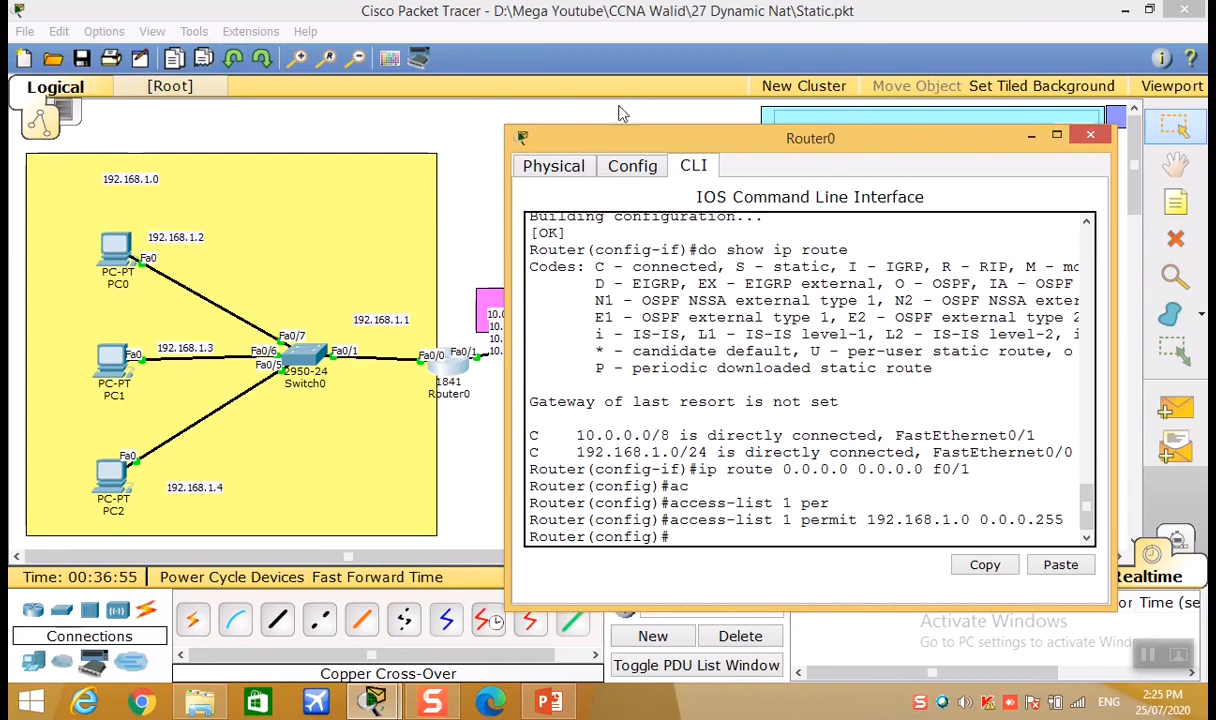 Cisco Packet Tracer - D:\Mega Youtube\CCNA Walid\27 Dynamic Nat\Static.pkt
File Edit Options View Tools Extensions Help
Logical [Root] New Cluster Move Object Set Tiled Background Viewport
192.168.1.0
192.168.1.2
Fa0
PC-PT
PC0
192.168.1.3
Fa0
PC-PT
PC1
Fa0
192.168.1.4
PC-PT
PC2
Fa0/7
Fa0/6
Fa0/5
Fa0/1
2950-24
Switch0
192.168.1.1
Fa0/0
Fa0/1
1841
Router0
Router0
Physical Config CLI
IOS Command Line Interface
Building configuration...
[OK]
Router(config-if)#do show ip route
Codes: C - connected, S - static, I - IGRP, R - RIP, M - mo
D - EIGRP, EX - EIGRP external, O - OSPF, IA - OSPF
N1 - OSPF NSSA external type 1, N2 - OSPF NSSA exte
E1 - OSPF external type 1, E2 - OSPF external type 2
i - IS-IS, L1 - IS-IS level-1, L2 - IS-IS level-2, i
* - candidate default, U - per-user static route, o
P - periodic downloaded static route
Gateway of last resort is not set
C 10.0.0.0/8 is directly connected, FastEthernet0/1
C 192.168.1.0/24 is directly connected, FastEthernet0/0
Router(config-if)#ip route 0.0.0.0 0.0.0.0 f0/1
Router(config)#ac
Router(config)#access-list 1 per
Router(config)#access-list 1 permit 192.168.1.0 0.0.0.255
Router(config)#
Copy Paste
Time: 00:36:55 Power Cycle Devices Fast Forward Time Realtime
Connections
New Delete
Toggle PDU List Window
Copper Cross-Over
or Time (se
Activate Windows
Go to PC settings to activate Wind
ENG
2:25 PM
25/07/2020